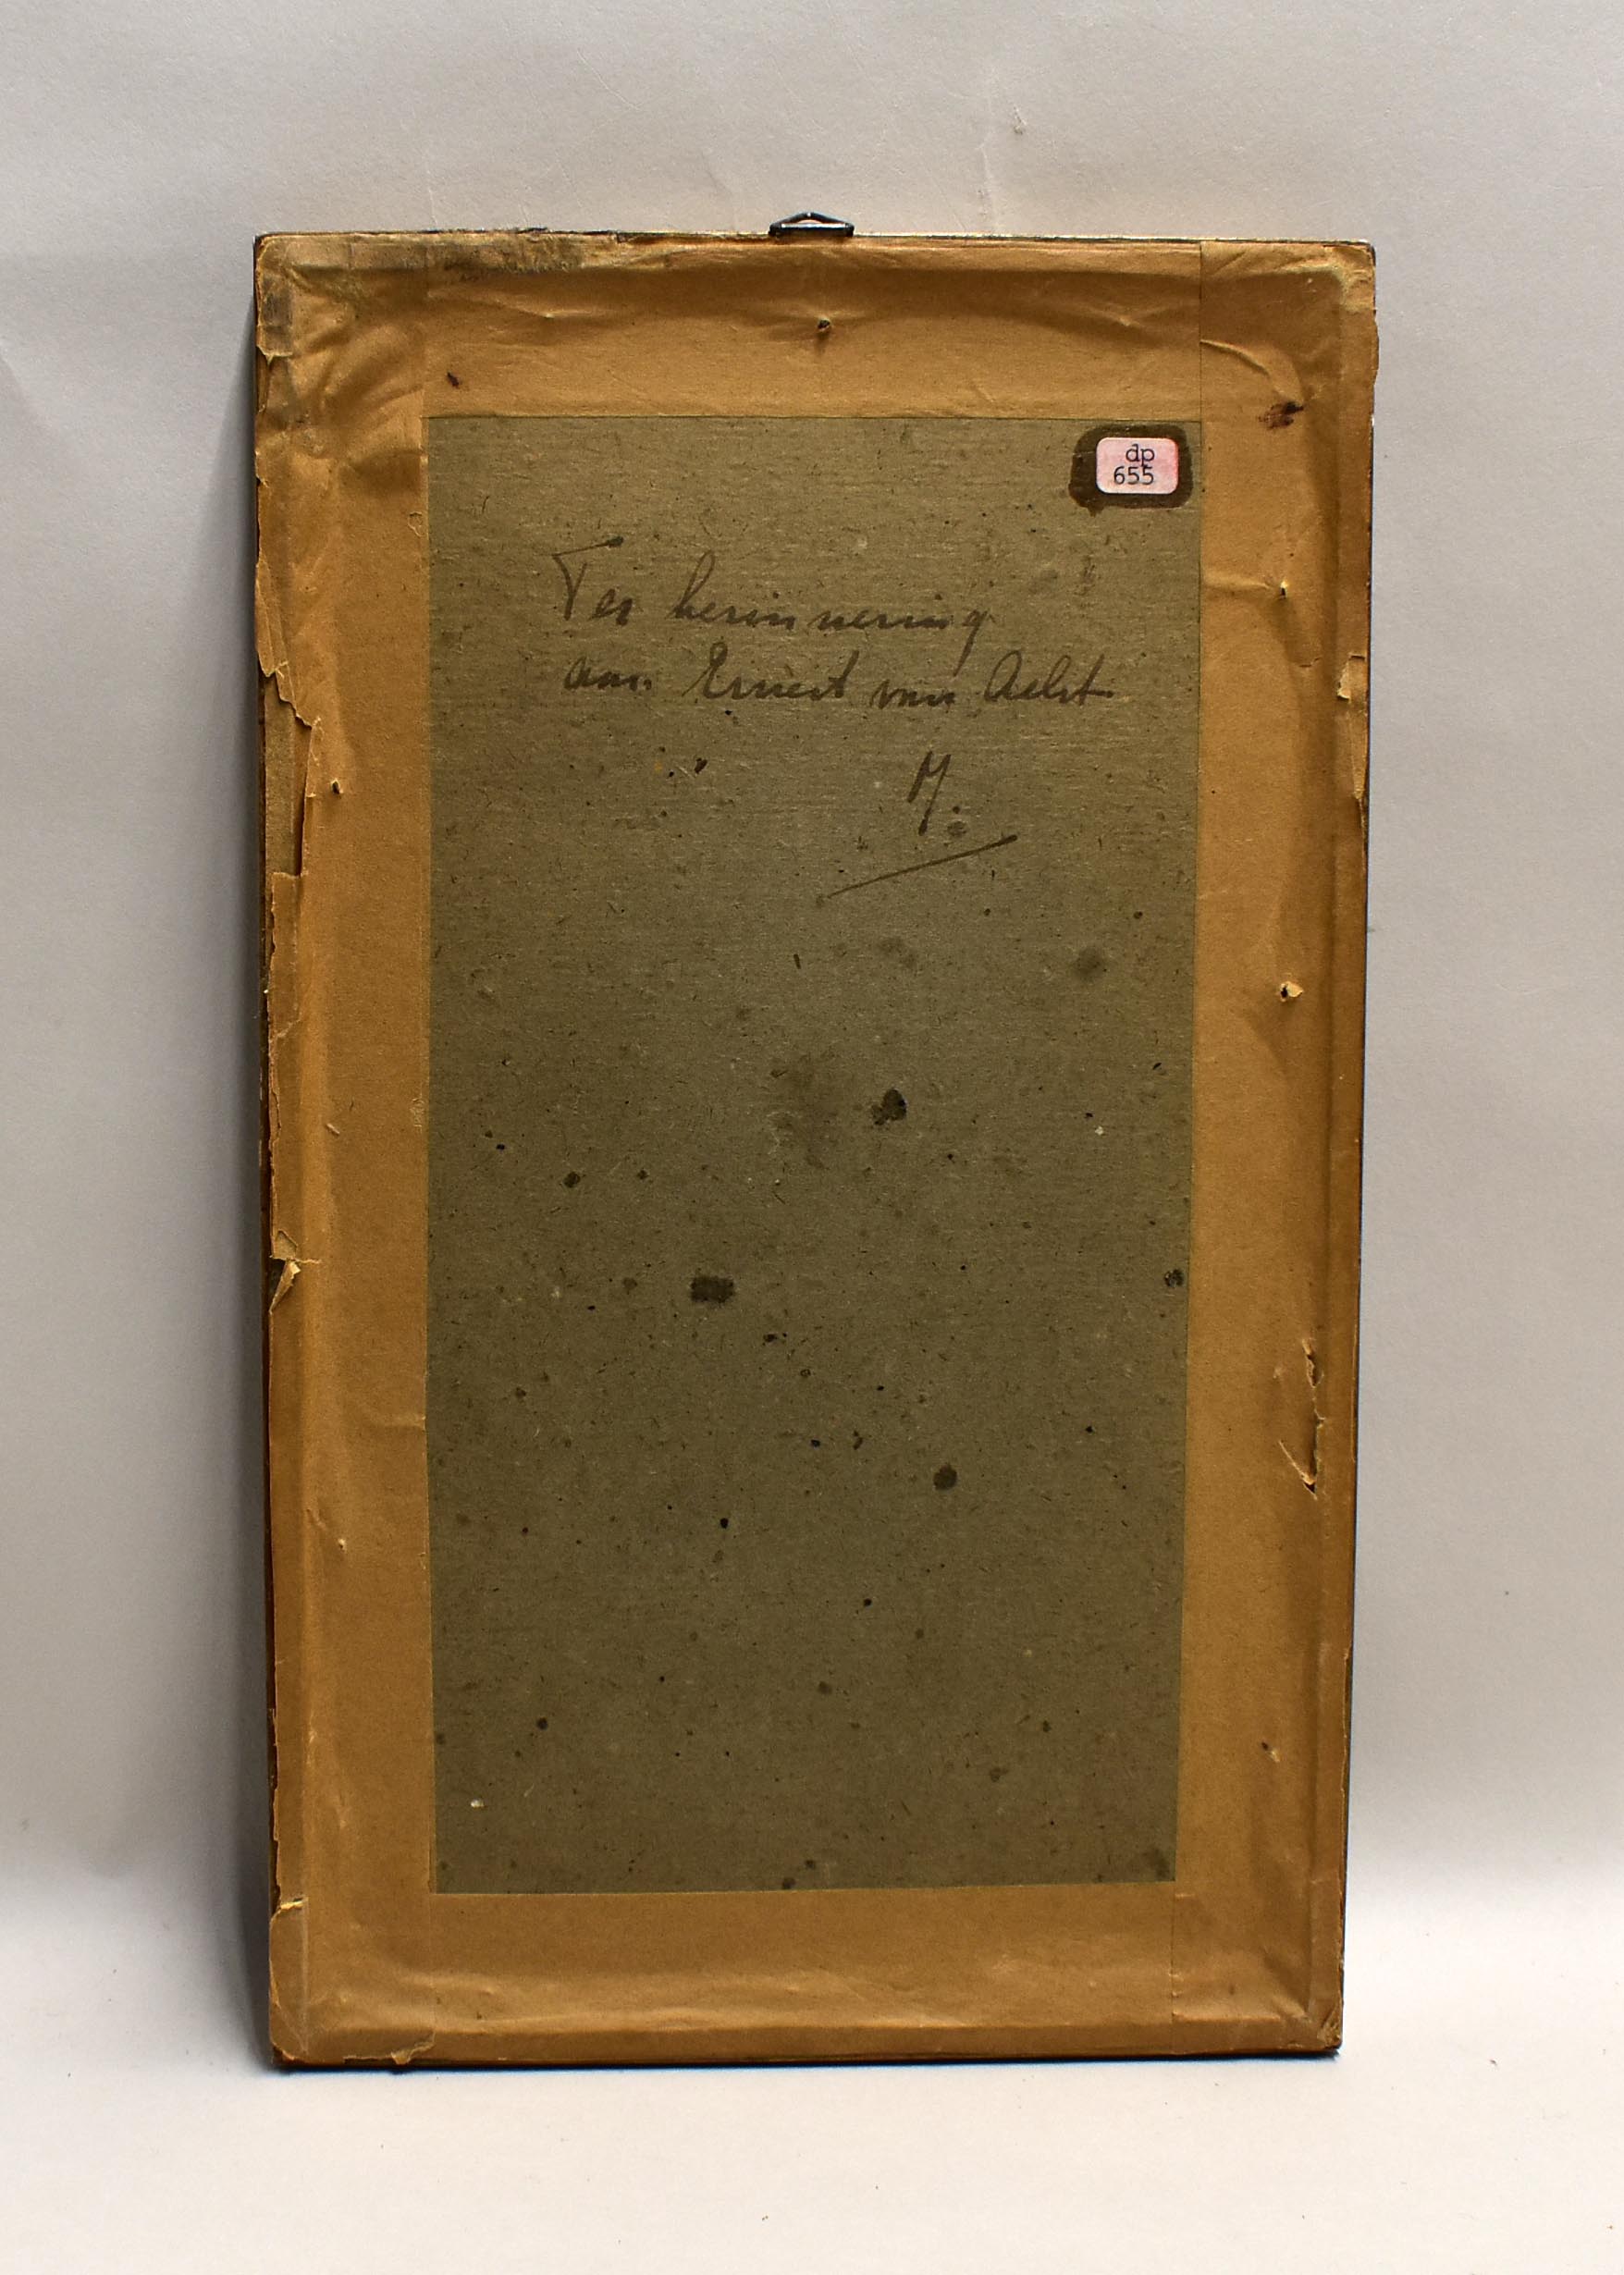 dp
655
Ter herinnering
aan Ernest van Aelst.
M.